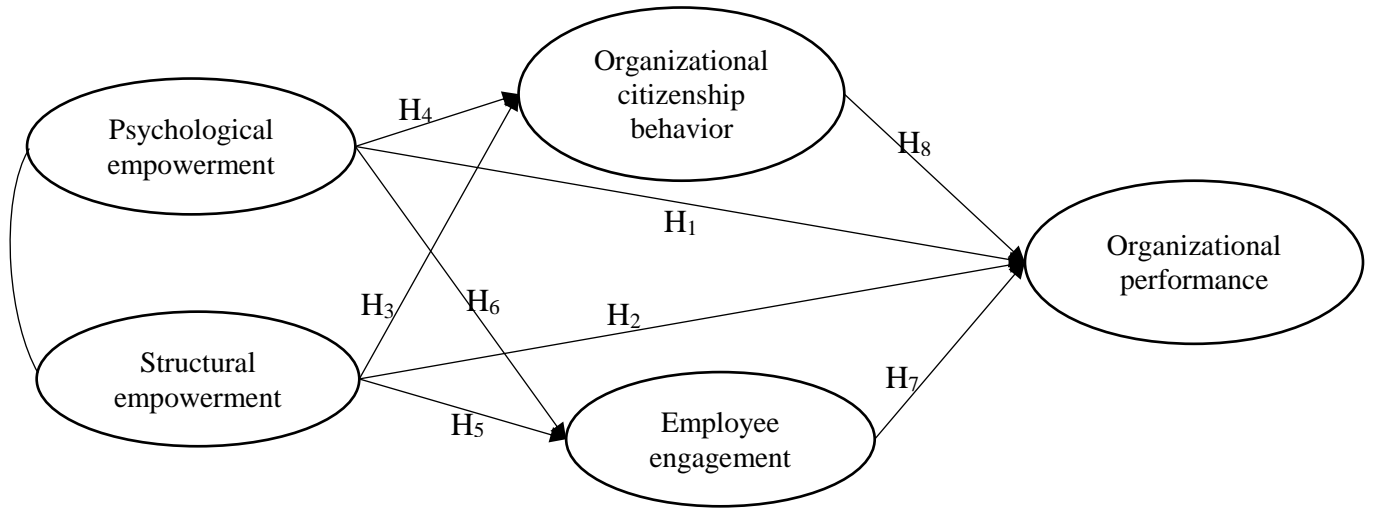 Organizational
citizenship
behavior
Psychological
empowerment
H4
H8
H1
Organizational
performance
H3
H6
H2
Structural
empowerment
H7
H5
Employee
engagement